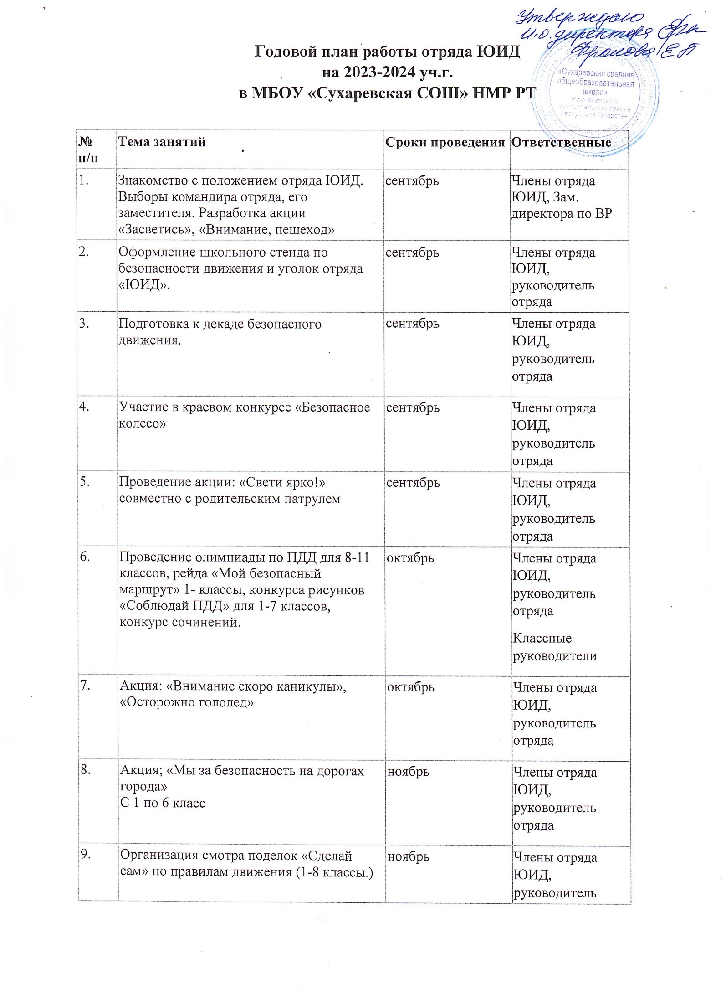 Утверждаю
И.о. директора
Е П
Годовой план работы отряда ЮИД
на 2023-2024 уч.г.
в МБОУ «Сухаревская СОШ» НМР РТ
«Сухаревская средняя
общеобразовательная
школа»
Нижнекамского
муниципального района
Республики Татарстан
№
п/п
Тема занятий
Сроки проведения
Ответственные
1.
Знакомство с положением отряда ЮИД.
Выборы командира отряда, его
заместителя. Разработка акции
«Засветись», «Внимание, пешеход»
сентябрь
Члены отряда
ЮИД, Зам.
директора по ВР
2.
Оформление школьного стенда по
безопасности движения и уголок отряда
«ЮИД».
сентябрь
Члены отряда
ЮИД,
руководитель
отряда
3.
Подготовка к декаде безопасного
движения.
сентябрь
Члены отряда
ЮИД,
руководитель
отряда
4.
Участие в краевом конкурсе «Безопасное
колесо»
сентябрь
Члены отряда
ЮИД,
руководитель
отряда
5.
Проведение акции: «Свети ярко!»
совместно с родительским патрулем
сентябрь
Члены отряда
ЮИД,
руководитель
отряда
6.
Проведение олимпиады по ПДД для 8-11
классов, рейда «Мой безопасный
маршрут» 1- классы, конкурса рисунков
«Соблюдай ПДД» для 1-7 классов,
конкурс сочинений.
октябрь
Члены отряда
ЮИД,
руководитель
отряда
Классные
руководители
7.
Акция: «Внимание скоро каникулы»,
«Осторожно гололед»
октябрь
Члены отряда
ЮИД,
руководитель
отряда
8.
Акция; «Мы за безопасность на дорогах
города»
С 1 по 6 класс
ноябрь
Члены отряда
ЮИД,
руководитель
отряда
9.
Организация смотра поделок «Сделай
сам» по правилам движения (1-8 классы.)
ноябрь
Члены отряда
ЮИД,
руководитель